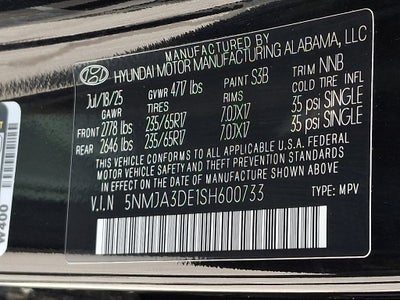 MANUFACTURED BY
HYUNDAI MOTOR MANUFACTURING ALABAMA, LLC
Jul/18/25 GVWR 4717 lbs PAINT S3B TRIM NNB
GAWR TIRES RIMS COLD TIRE INFL
FRONT 2778 lbs 235/65R17 7.0JX17 35 psi SINGLE
REAR 2646 lbs 235/65R17 7.0JX17 35 psi SINGLE
THIS VEHICLE CONFORMS TO ALL APPLICABLE U.S.A. FEDERAL
MOTOR VEHICLE SAFETY AND THEFT PREVENTION STANDARDS
IN EFFECT ON THE DATE OF MANUFACTURE SHOWN ABOVE
V.I.N 5NMJA3DE1SH600733 TYPE: MPV
W400